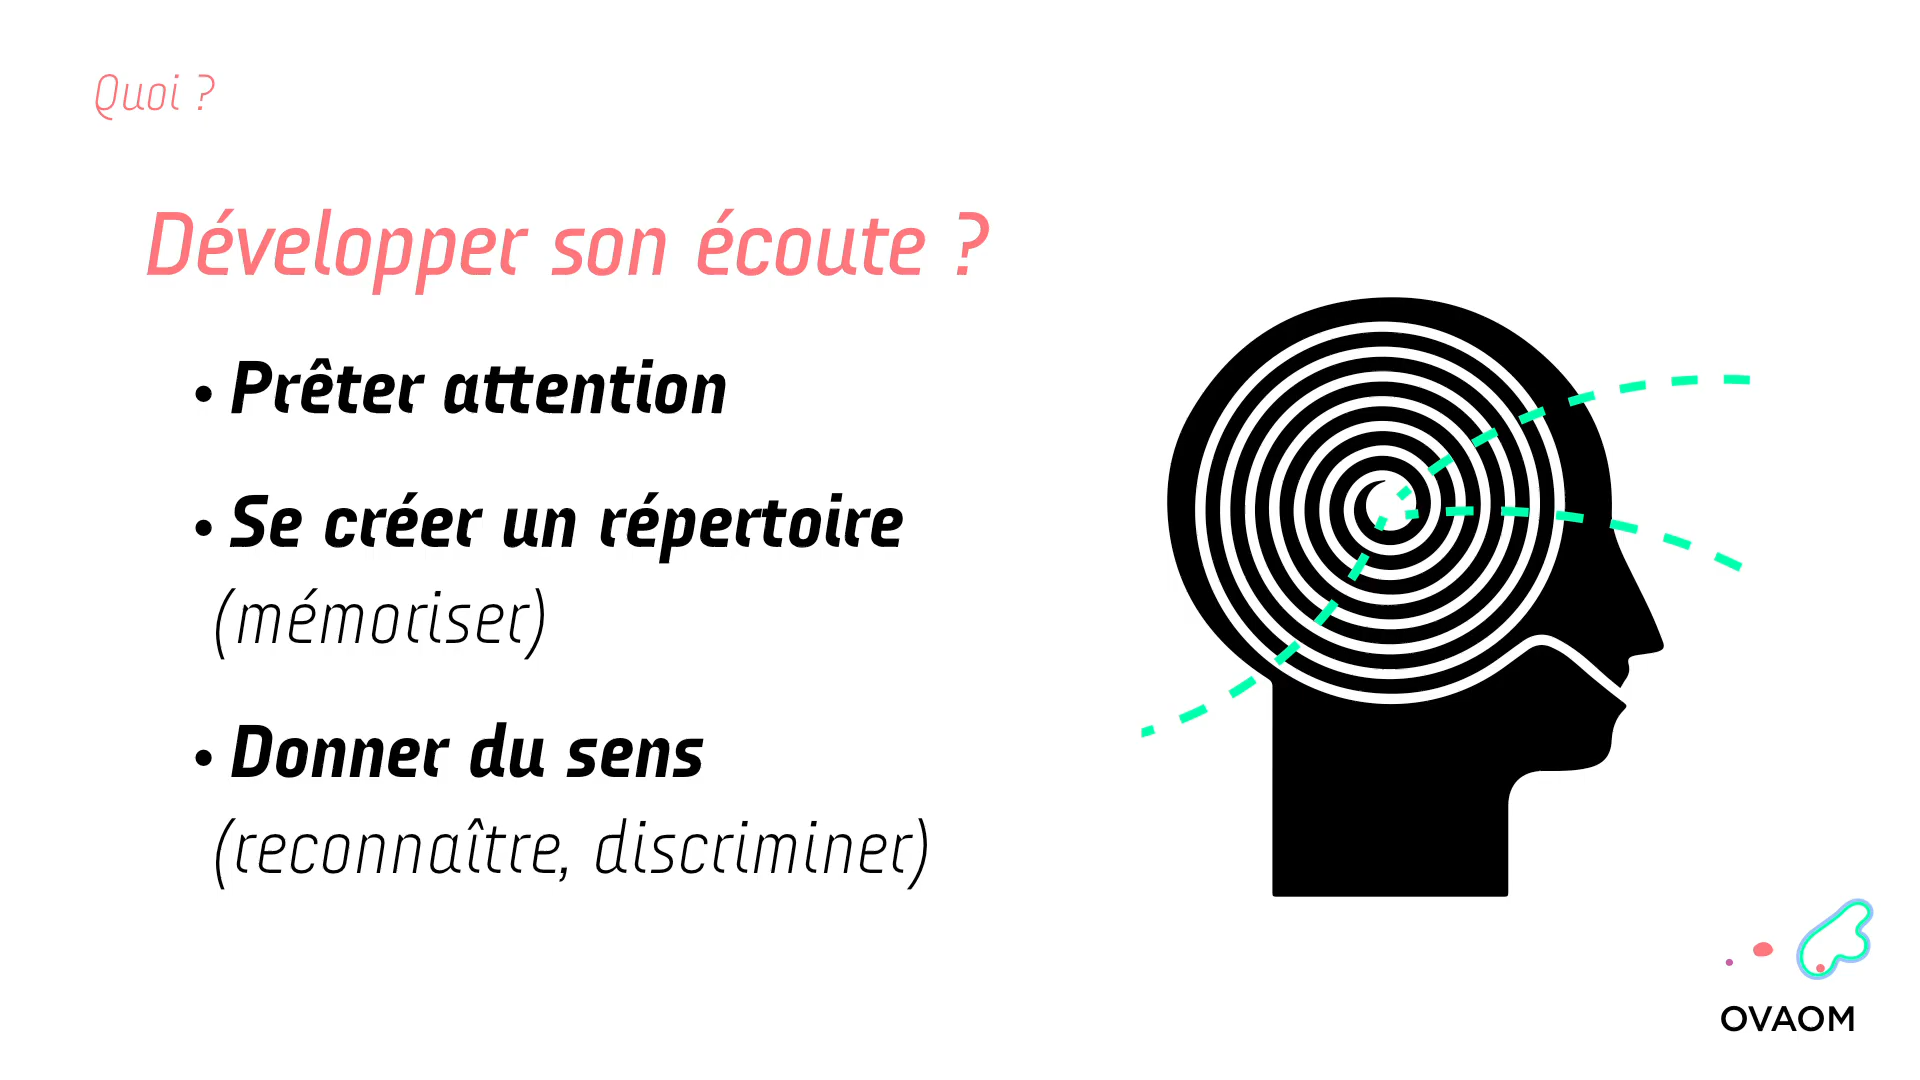 Quoi ?
Développer son écoute ?
• Prêter attention
• Se créer un répertoire
(mémoriser)
• Donner du sens
(reconnaître, discriminer)
OVAOM